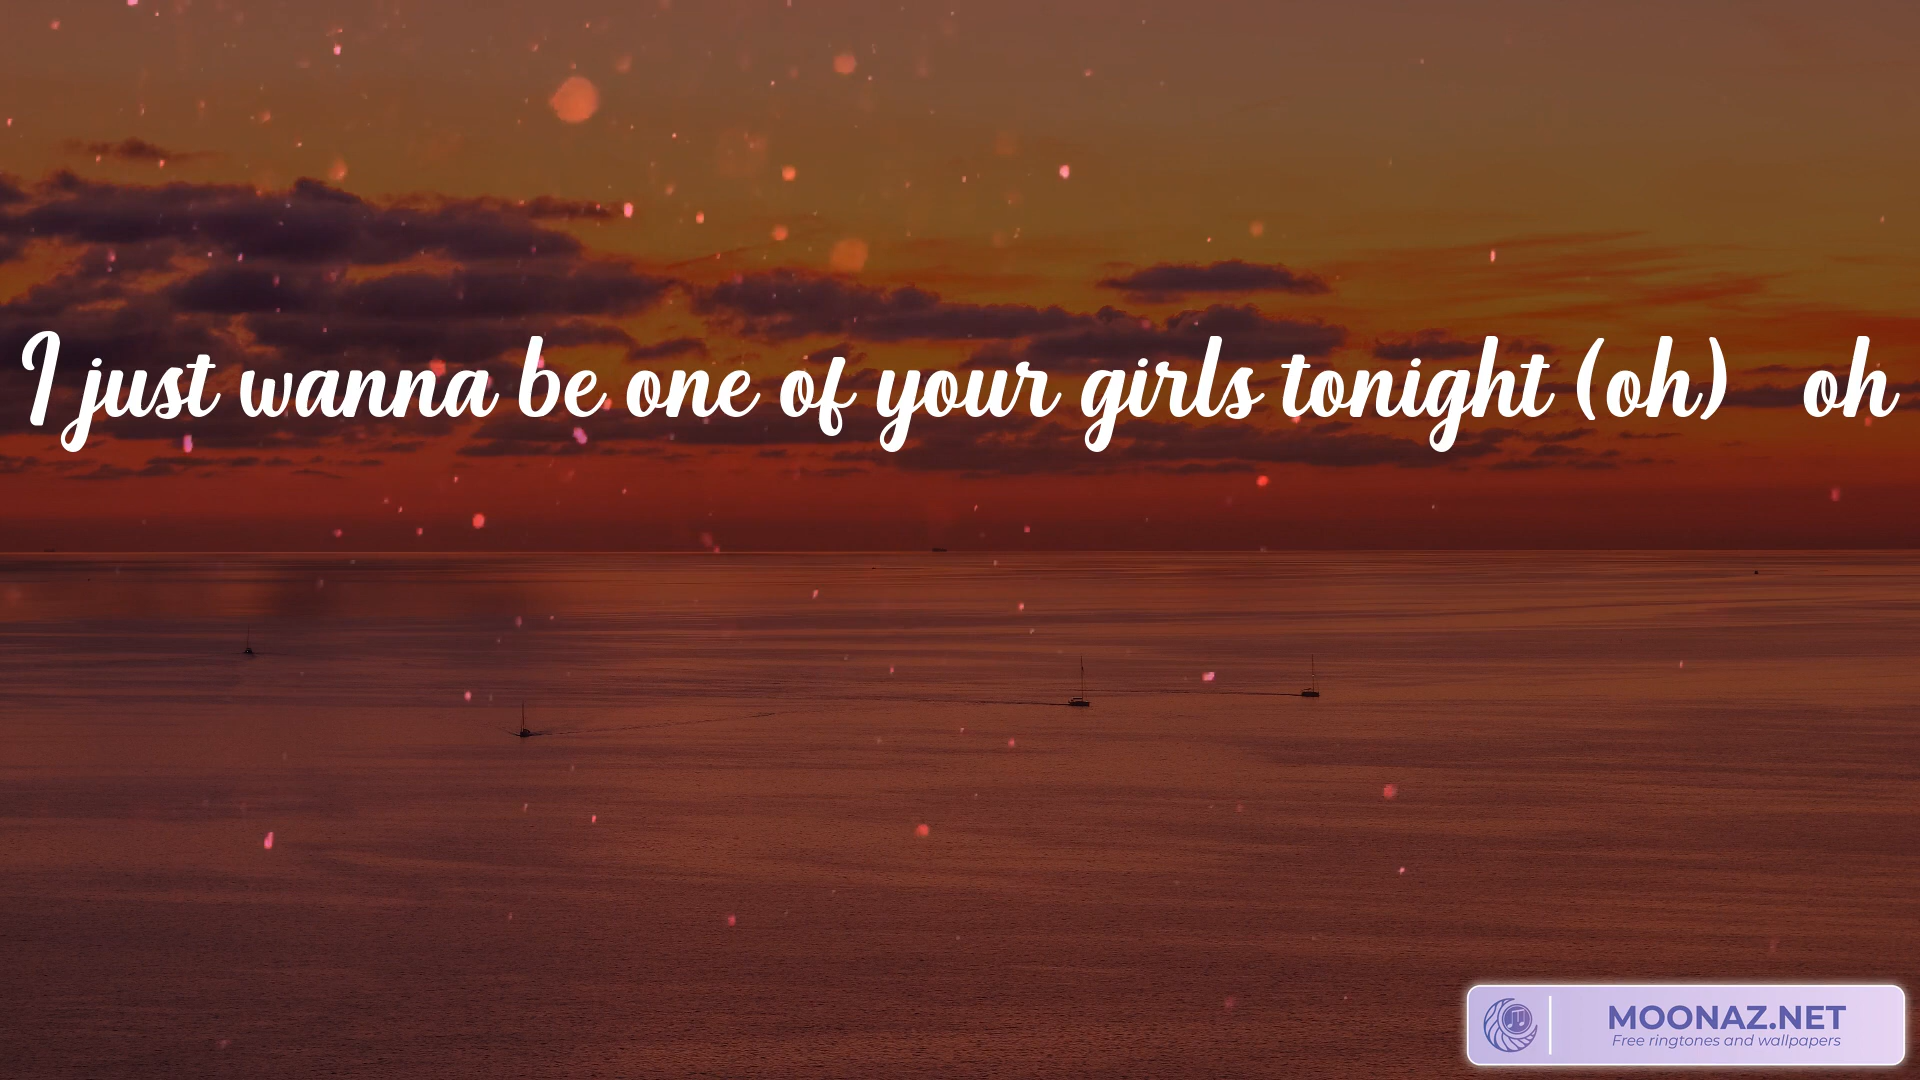 I just wanna be one of your girls tonight (oh) oh
MOONAZ.NET
Free ringtones and wallpapers